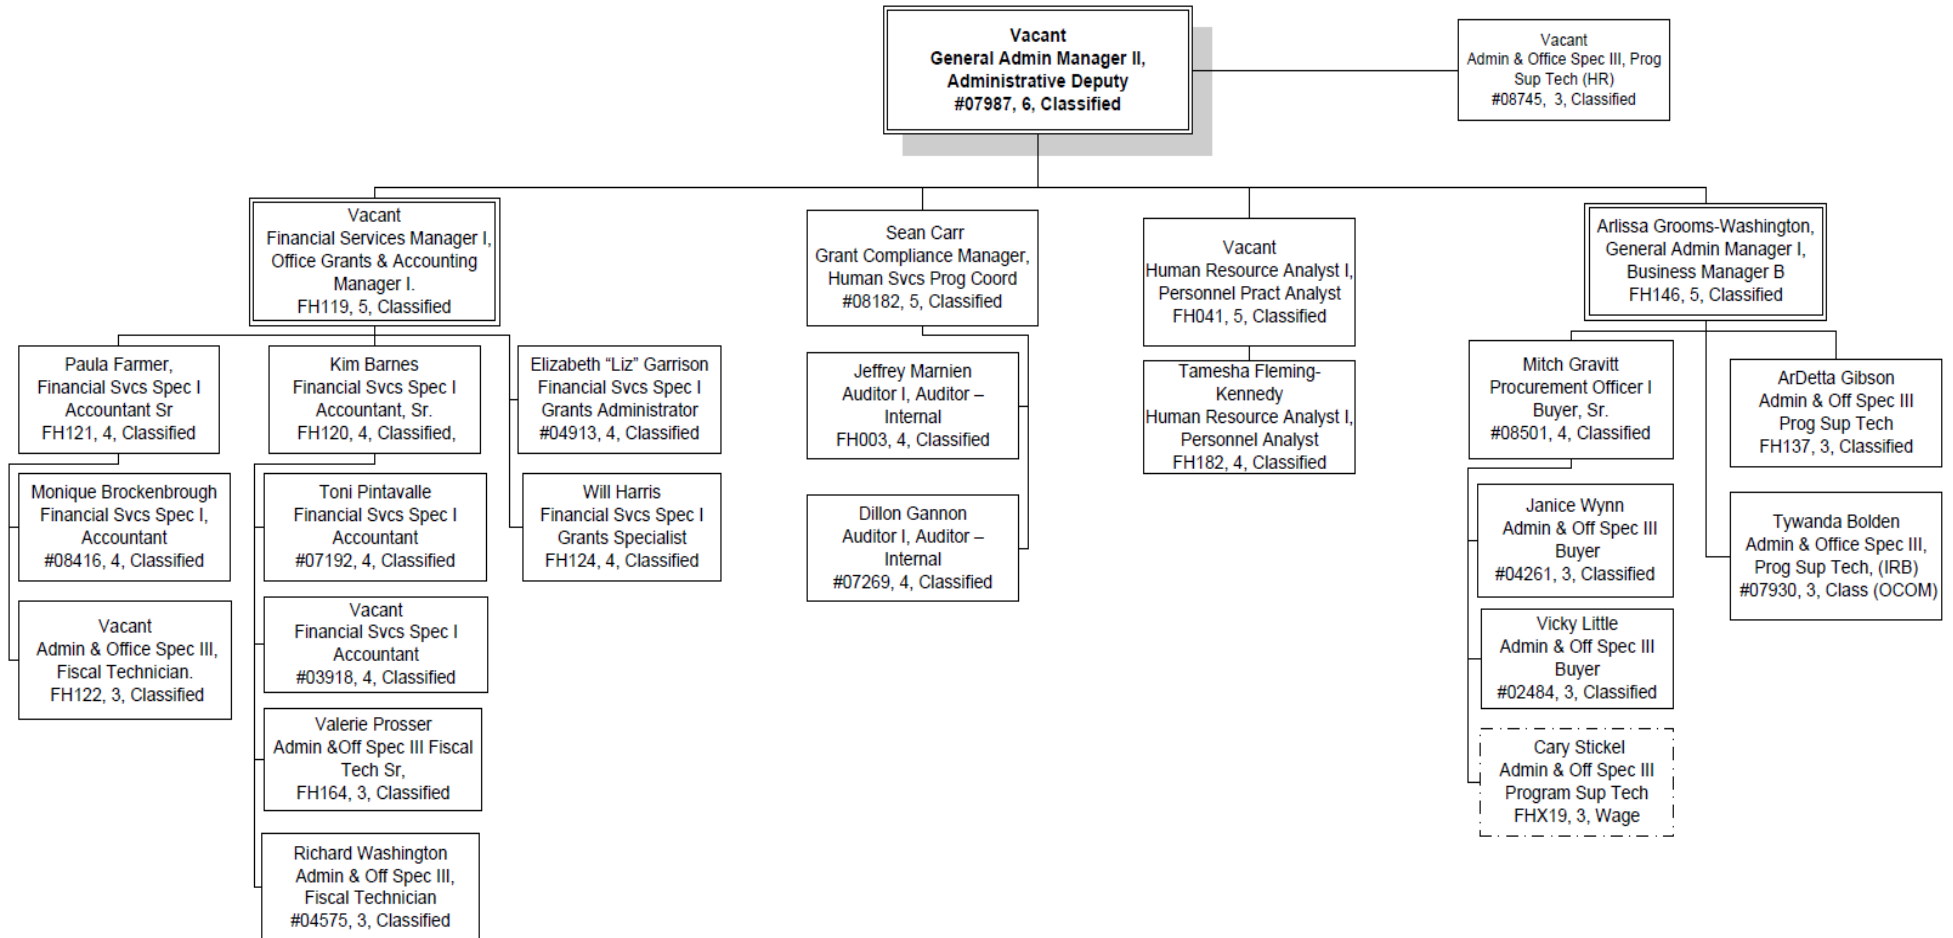 Vacant
General Admin Manager II,
Administrative Deputy
#07987, 6, Classified
Vacant
Admin & Office Spec III, Prog
Sup Tech (HR)
#08745,  3, Classified
Vacant
Financial Services Manager I,
Office Grants & Accounting
Manager I.
FH119, 5, Classified
Paula Farmer,
Financial Svcs Spec I
Accountant Sr
FH121, 4, Classified
Monique Brockenbrough
Financial Svcs Spec I,
Accountant
#08416, 4, Classified
Vacant
Admin & Office Spec III,
Fiscal Technician.
FH122, 3, Classified
Kim Barnes
Financial Svcs Spec I
Accountant, Sr.
FH120, 4, Classified,
Toni Pintavalle
Financial Svcs Spec I
Accountant
#07192, 4, Classified
Vacant
Financial Svcs Spec I
Accountant
#03918, 4, Classified
Valerie Prosser
Admin &Off Spec III Fiscal
Tech Sr,
FH164, 3, Classified
Richard Washington
Admin & Off Spec III,
Fiscal Technician
#04575, 3, Classified
Elizabeth “Liz” Garrison
Financial Svcs Spec I
Grants Administrator
#04913, 4, Classified
Will Harris
Financial Svcs Spec I
Grants Specialist
FH124, 4, Classified
Sean Carr
Grant Compliance Manager,
Human Svcs Prog Coord
#08182, 5, Classified
Jeffrey Marnien
Auditor I, Auditor –
Internal
FH003, 4, Classified
Dillon Gannon
Auditor I, Auditor –
Internal
#07269, 4, Classified
Vacant
Human Resource Analyst I,
Personnel Pract Analyst
FH041, 5, Classified
Tamesha Fleming-
Kennedy
Human Resource Analyst I,
Personnel Analyst
FH182, 4, Classified
Arlissa Grooms-Washington,
General Admin Manager I,
Business Manager B
FH146, 5, Classified
Mitch Gravitt
Procurement Officer I
Buyer, Sr.
#08501, 4, Classified
Janice Wynn
Admin & Off Spec III
Buyer
#04261, 3, Classified
Vicky Little
Admin & Off Spec III
Buyer
#02484, 3, Classified
Cary Stickel
Admin & Off Spec III
Program Sup Tech
FHX19, 3, Wage
ArDetta Gibson
Admin & Off Spec III
Prog Sup Tech
FH137, 3, Classified
Tywanda Bolden
Admin & Office Spec III,
Prog Sup Tech, (IRB)
#07930, 3, Class (OCOM)